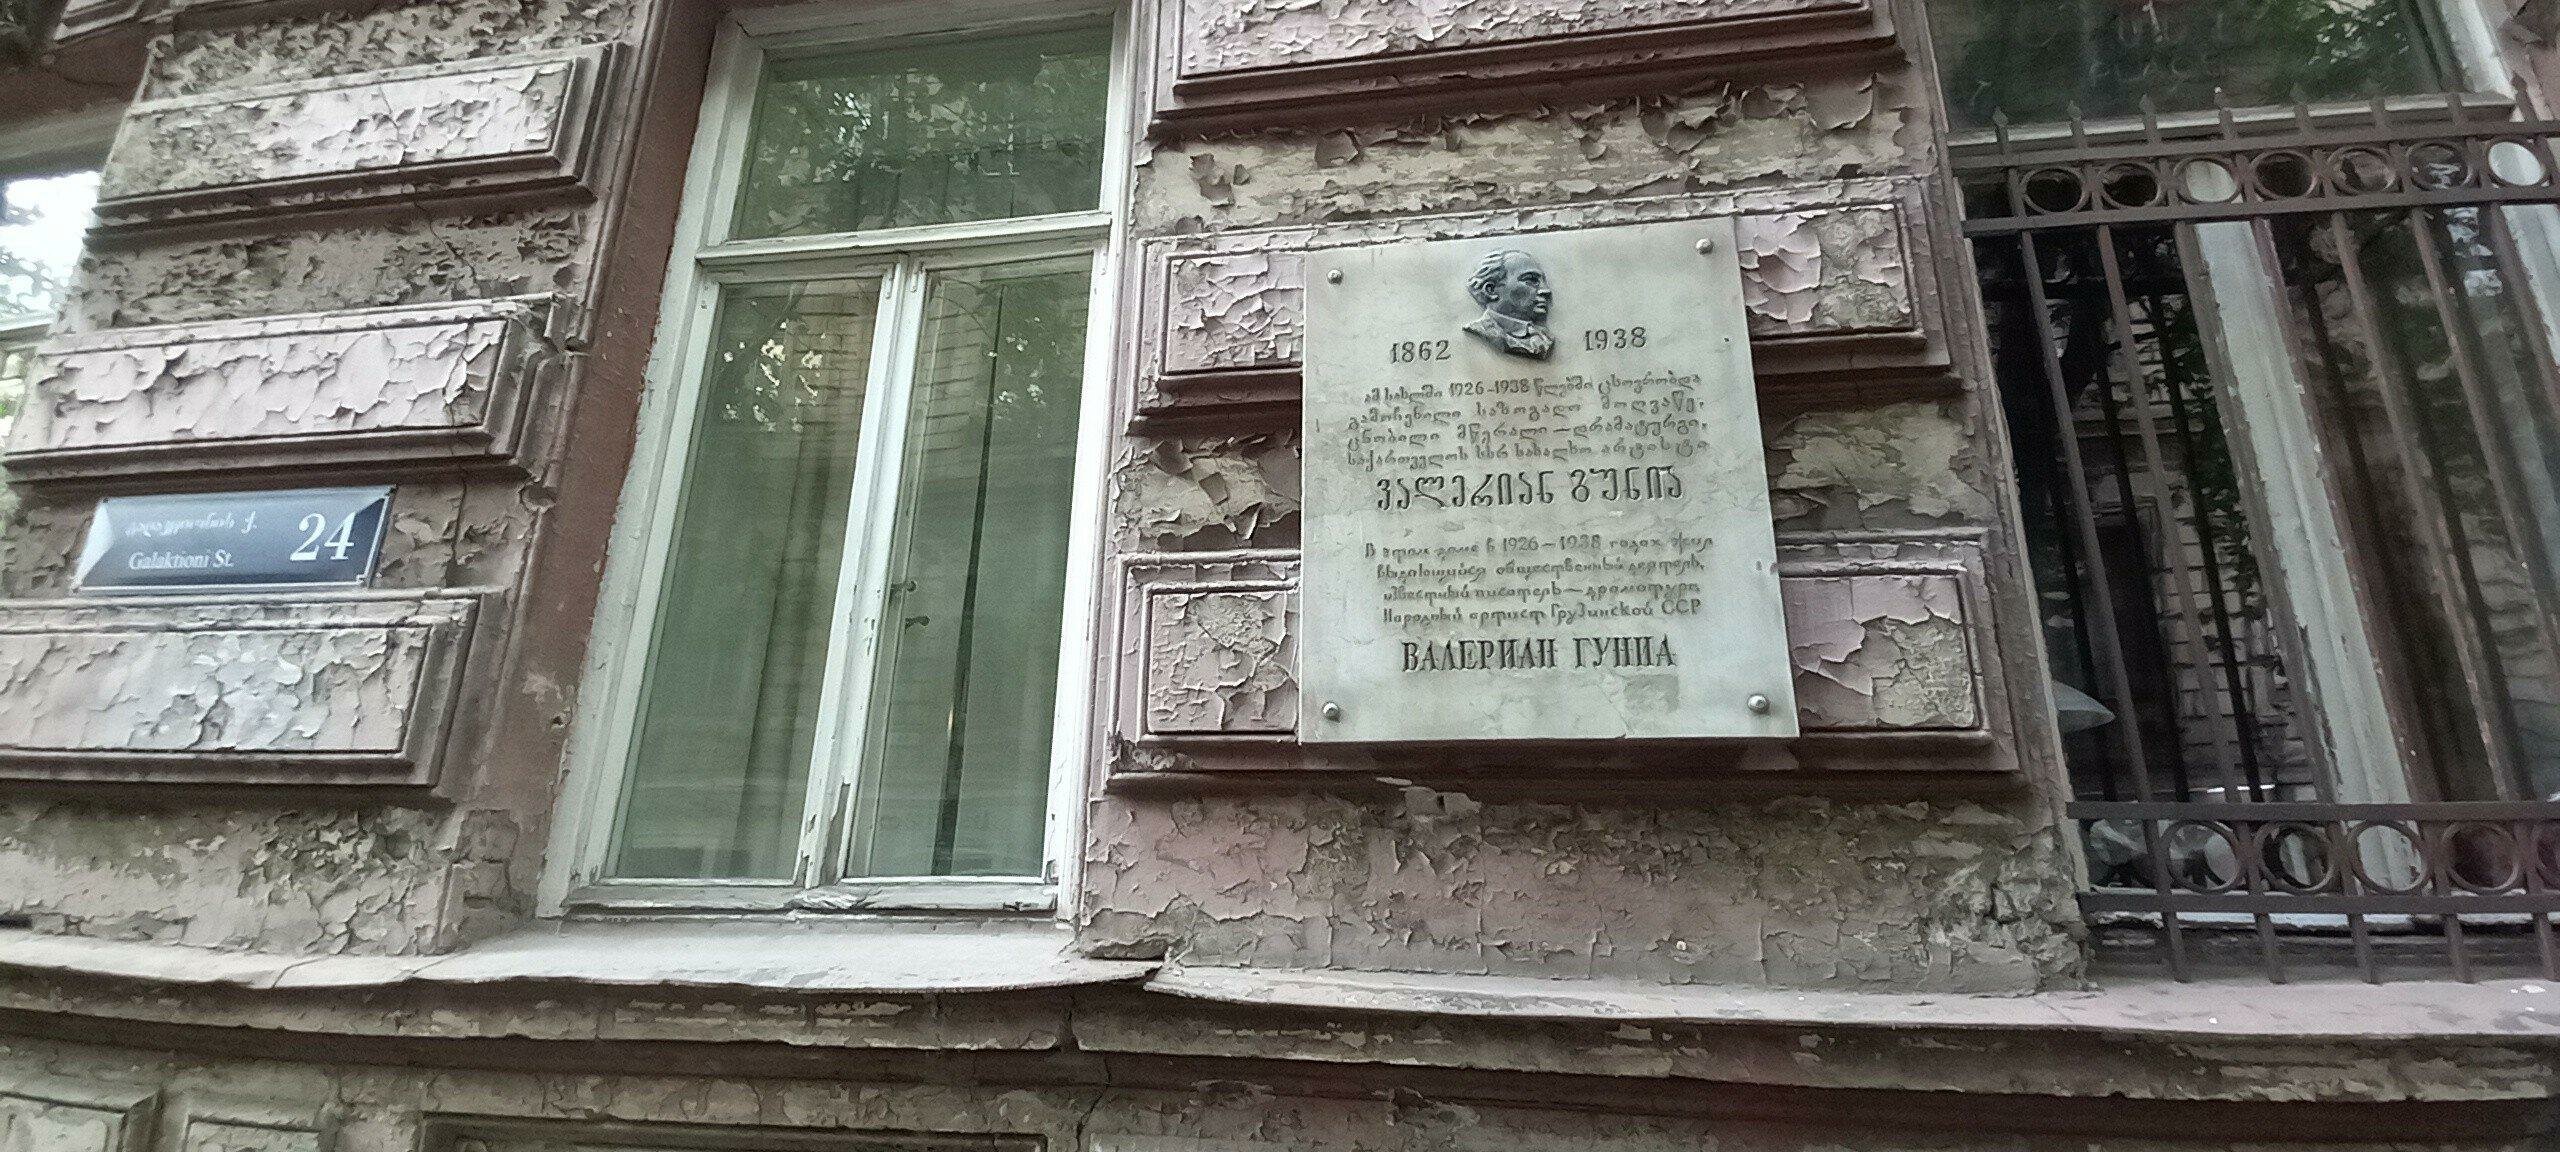 გალაკტიონის ქ.
Galaktioni St.
24
1862 1938
ამ სახლში 1926–1938 წლებში ცხოვრობდა
გამოჩენილი საზოგადო მოღვაწე,
ცნობილი მწერალი–დრამატურგი,
საქართველოს სსრ სახალხო არტისტი
ვალერიან გუნია
В этом доме в 1926–1938 годах жил
выдающийся общественный деятель,
известный писатель–драматург
Народный артист Грузинской ССР
ВАЛЕРИАН ГУНИА